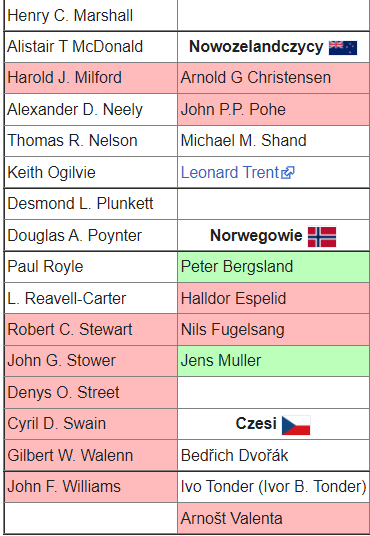 Henry C. Marshall
Alistair T McDonald Nowozelandczycy
Harold J. Milford Arnold G Christensen
Alexander D. Neely John P.P. Pohe
Thomas R. Nelson Michael M. Shand
Keith Ogilvie Leonard Trent
Desmond L. Plunkett
Douglas A. Poynter Norwegowie
Paul Royle Peter Bergsland
L. Reavell-Carter Halldor Espelid
Robert C. Stewart Nils Fugelsang
John G. Stower Jens Muller
Denys O. Street
Cyril D. Swain Czesi
Gilbert W. Walenn Bedřich Dvořák
John F. Williams Ivo Tonder (Ivor B. Tonder)
Arnošt Valenta